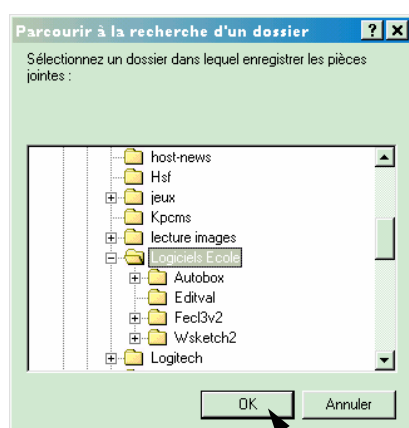 Parcourir à la recherche d'un dossier
Sélectionnez un dossier dans lequel enregistrer les pièces
jointes :
host-news
Hsf
jeux
Kpcms
lecture images
Logiciels Ecole
Autobox
Editval
Fecl3v2
Wsketch2
Logitech
OK
Annuler